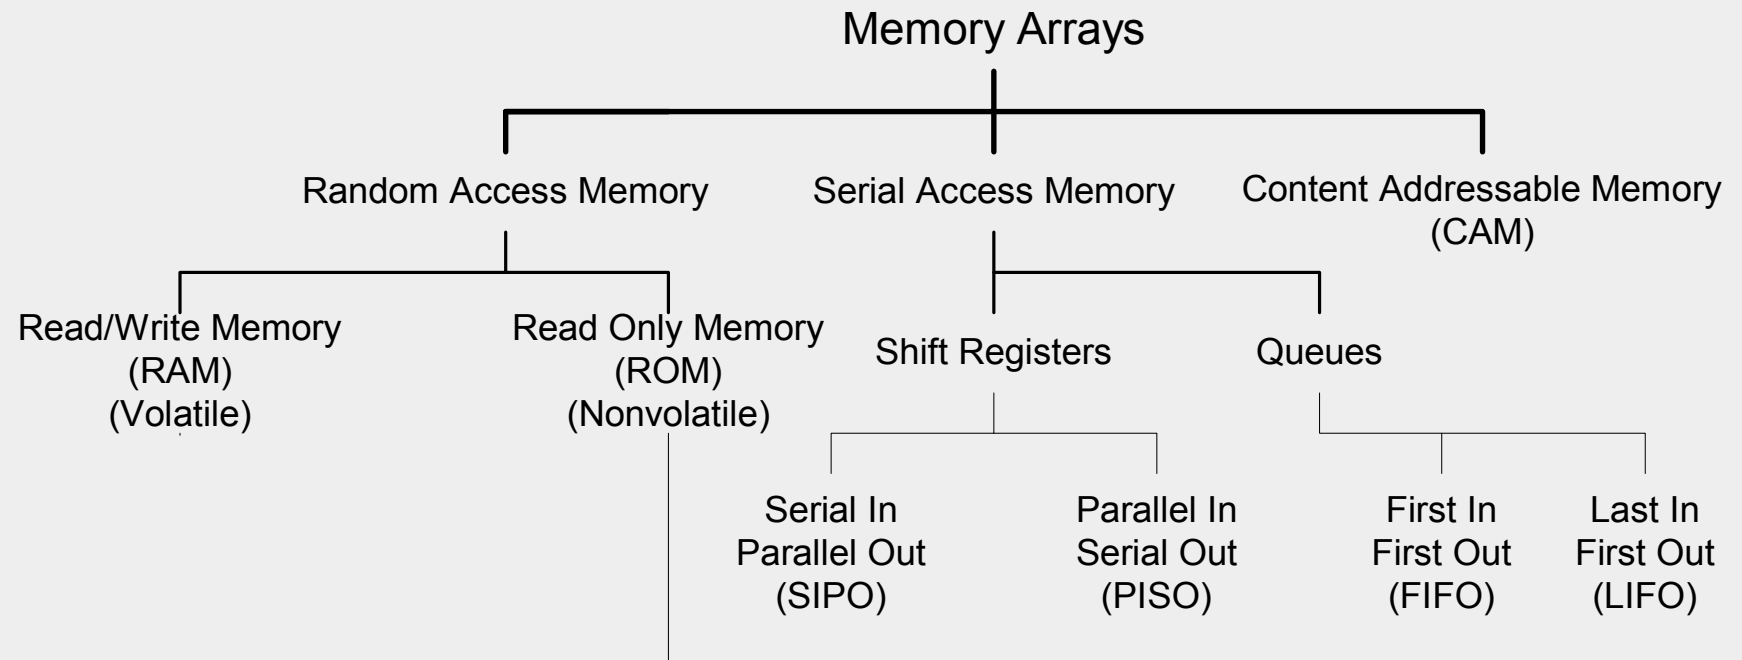 Memory Arrays
Random Access Memory
Serial Access Memory
Content Addressable Memory
(CAM)
Read/Write Memory
(RAM)
(Volatile)
Read Only Memory
(ROM)
(Nonvolatile)
Shift Registers
Queues
Serial In
Parallel Out
(SIPO)
Parallel In
Serial Out
(PISO)
First In
First Out
(FIFO)
Last In
First Out
(LIFO)